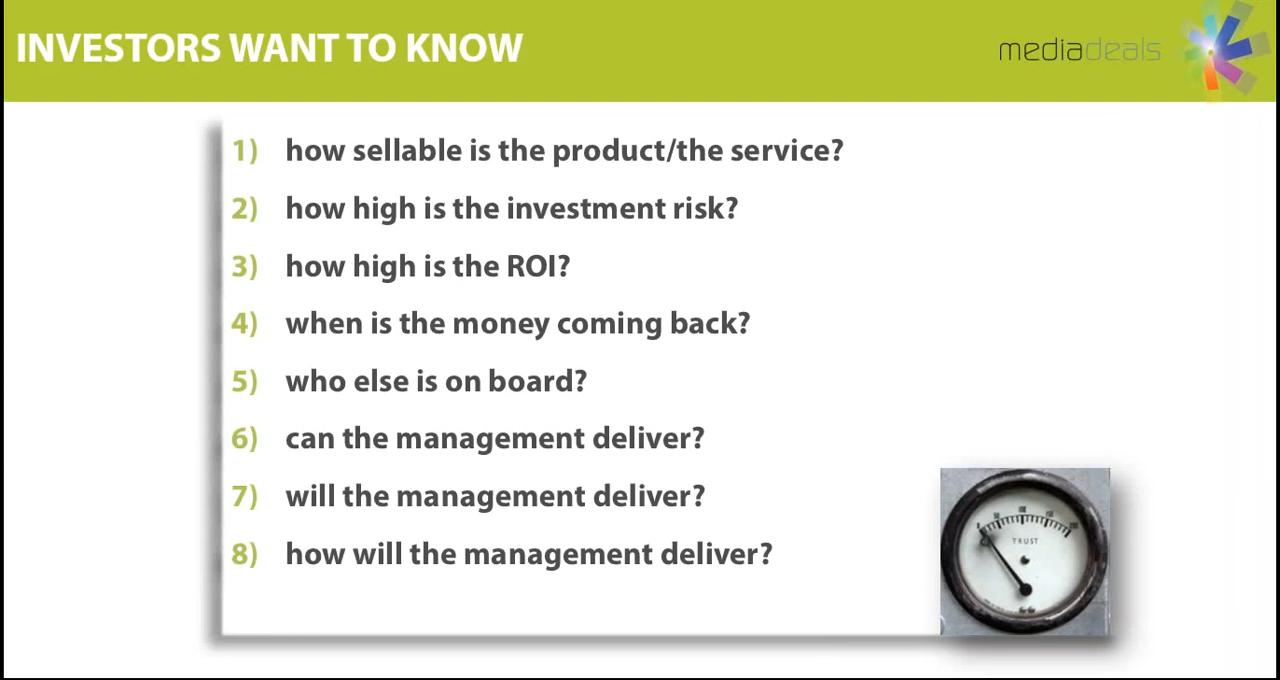 INVESTORS WANT TO KNOW
mediadeals
1) how sellable is the product/the service?
2) how high is the investment risk?
3) how high is the ROI?
4) when is the money coming back?
5) who else is on board?
6) can the management deliver?
7) will the management deliver?
8) how will the management deliver?
TRUST